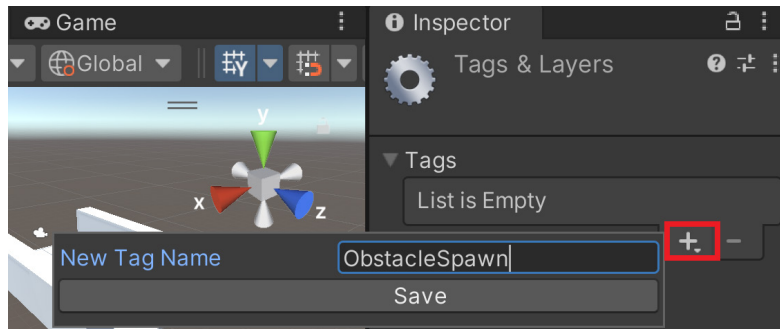 Game
Inspector
Global
Tags & Layers
y
Tags
x
z
List is Empty
New Tag Name
ObstacleSpawn
Save